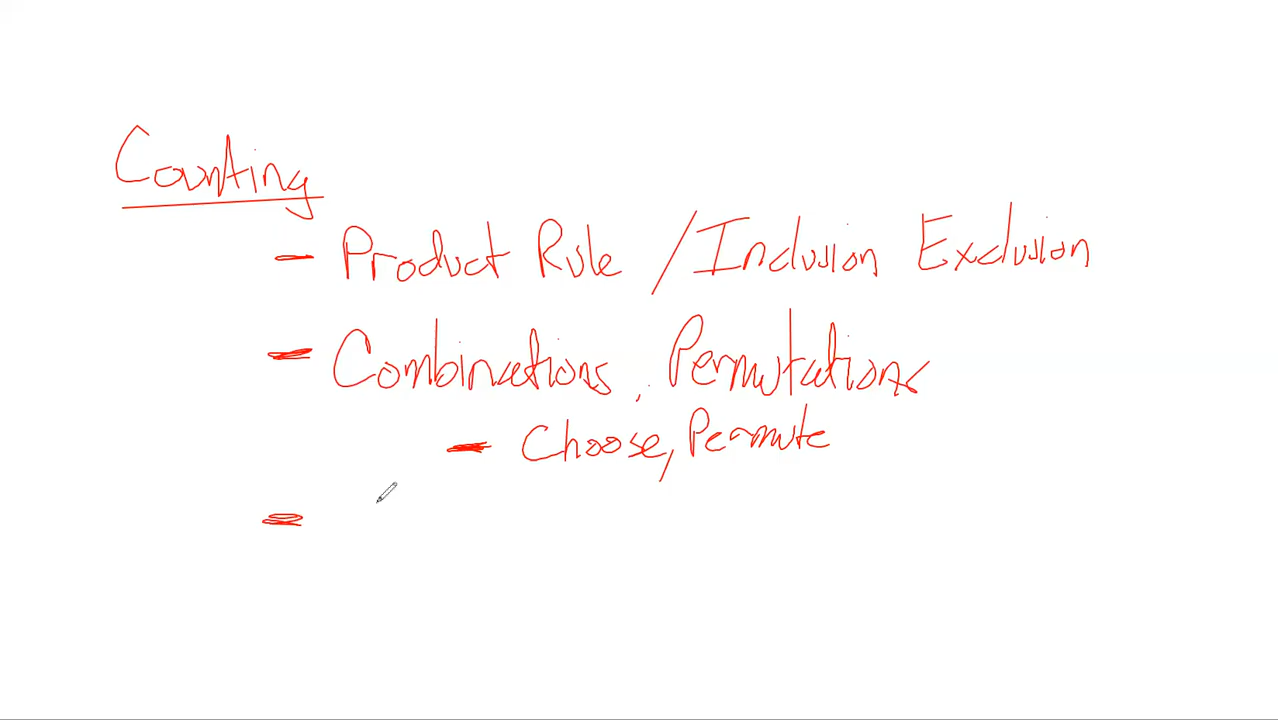 Counting
- Product Rule / Inclusion Exclusion
- Combinations, Permutations
- Choose, Permute
-